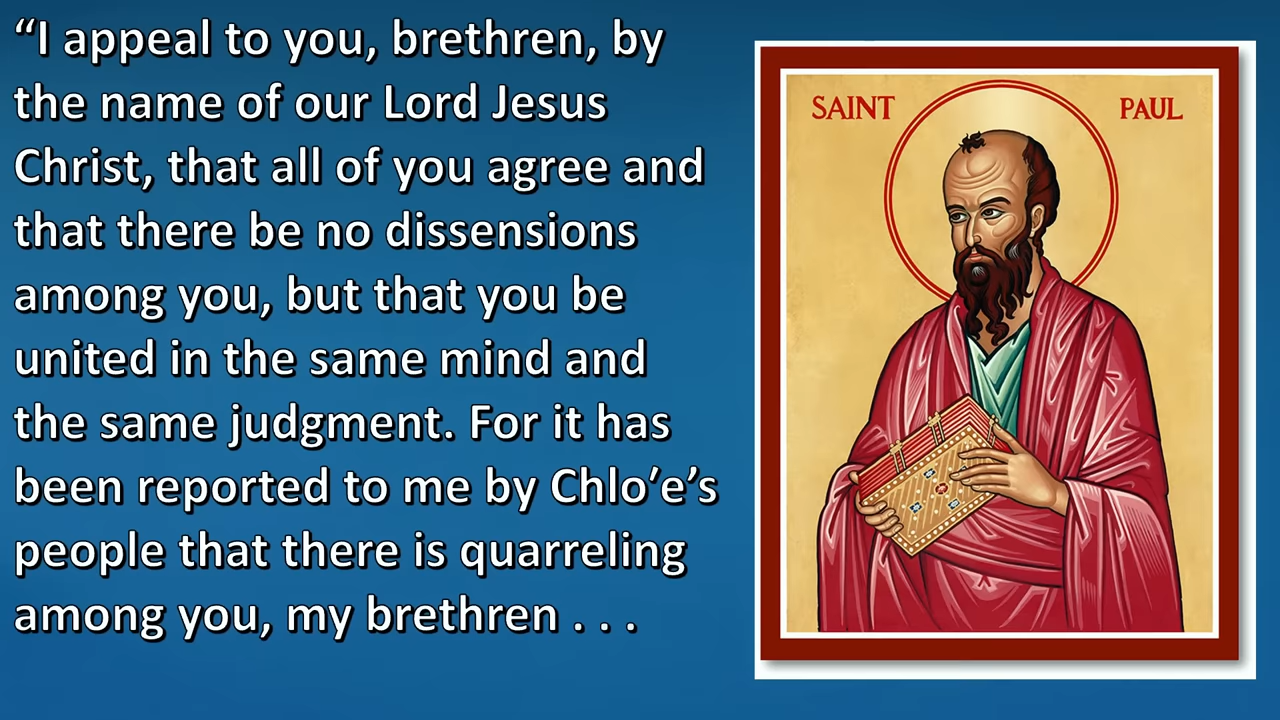 “I appeal to you, brethren, by
the name of our Lord Jesus
Christ, that all of you agree and
that there be no dissensions
among you, but that you be
united in the same mind and
the same judgment. For it has
been reported to me by Chlo’e’s
people that there is quarreling
among you, my brethren . . .
SAINT PAUL